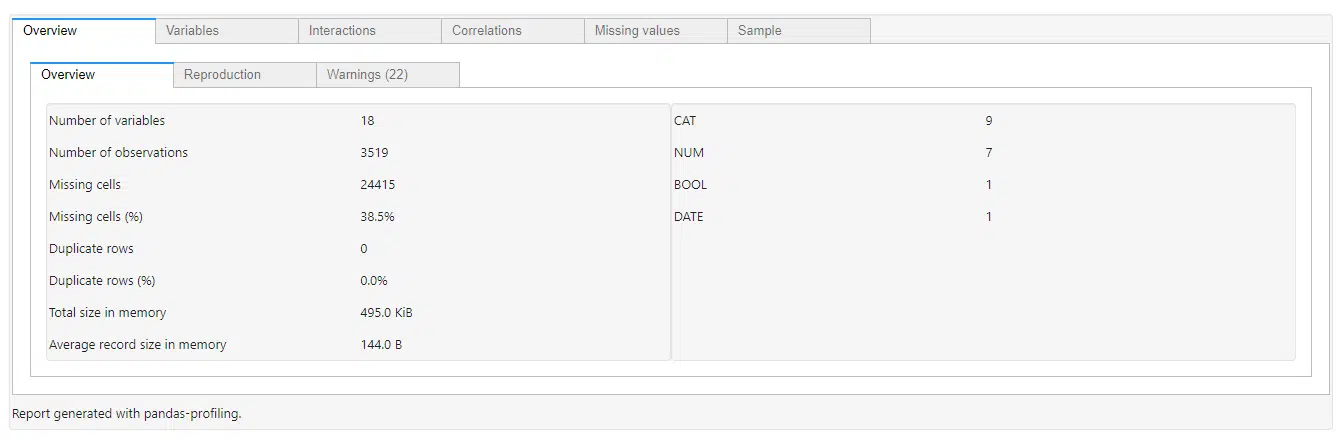 Overview Variables Interactions Correlations Missing values Sample
Overview Reproduction Warnings (22)
Number of variables 18 CAT 9
Number of observations 3519 NUM 7
Missing cells 24415 BOOL 1
Missing cells (%) 38.5% DATE 1
Duplicate rows 0
Duplicate rows (%) 0.0%
Total size in memory 495.0 KiB
Average record size in memory 144.0 B
Report generated with pandas-profiling.